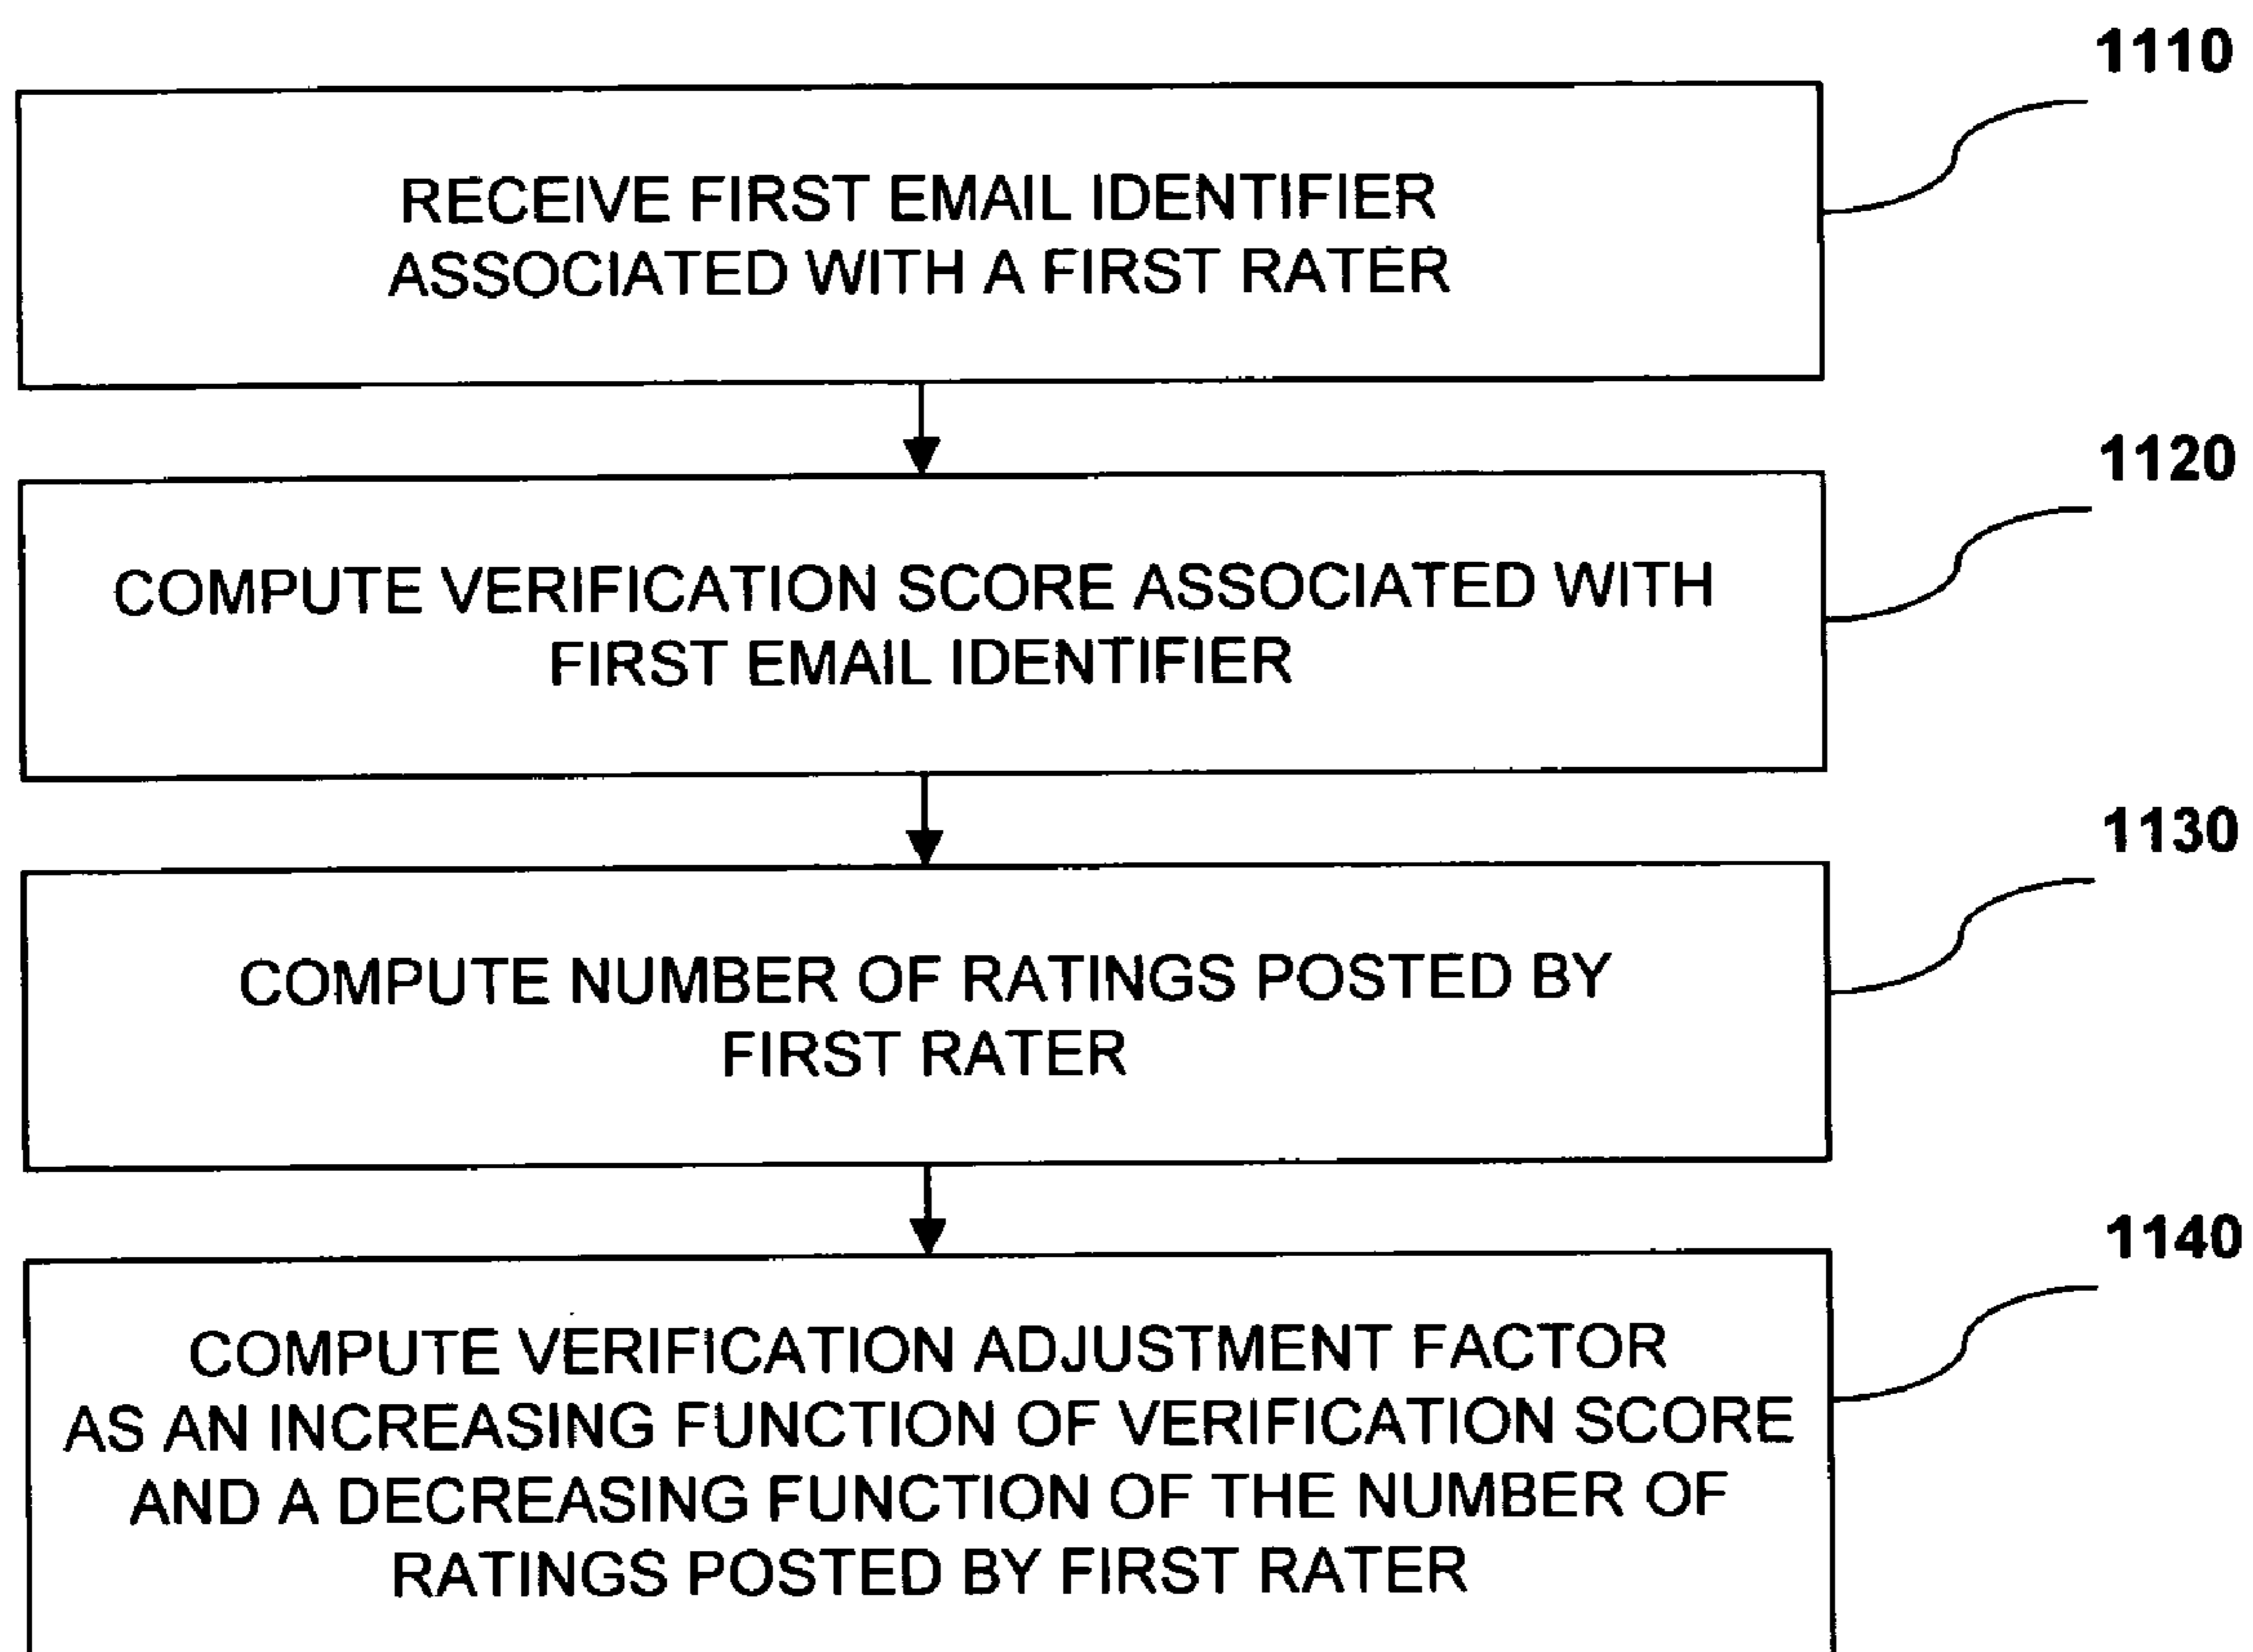 1110
RECEIVE FIRST EMAIL IDENTIFIER
ASSOCIATED WITH A FIRST RATER
1120
COMPUTE VERIFICATION SCORE ASSOCIATED WITH
FIRST EMAIL IDENTIFIER
1130
COMPUTE NUMBER OF RATINGS POSTED BY
FIRST RATER
1140
COMPUTE VERIFICATION ADJUSTMENT FACTOR
AS AN INCREASING FUNCTION OF VERIFICATION SCORE
AND A DECREASING FUNCTION OF THE NUMBER OF
RATINGS POSTED BY FIRST RATER